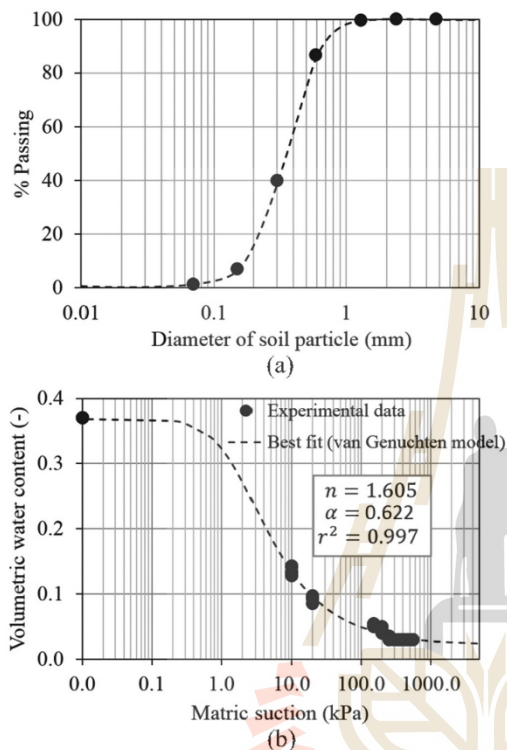 100
80
60
40
20
0
% Passing
0.01 0.1 1 10
Diameter of soil particle (mm)
(a)
0.4
0.3
0.2
0.1
0.0
Volumetric water content (-)
Experimental data
Best fit (van Genuchten model)
n = 1.605
α = 0.622
r² = 0.997
0.0 0.1 1.0 10.0 100.0 1000.0
Matric suction (kPa)
(b)